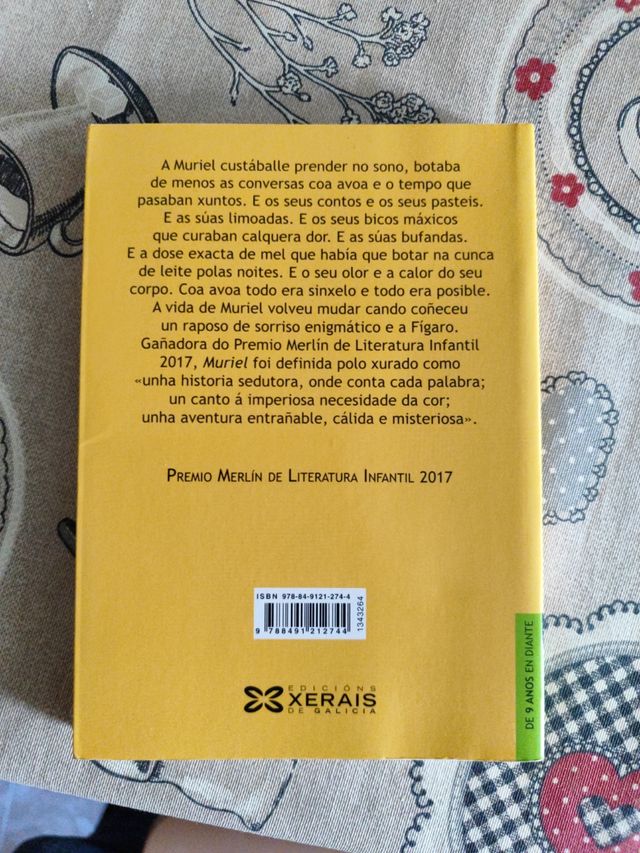 A Muriel custáballe prender no sono, botaba
de menos as conversas coa avoa e o tempo que
pasaban xuntos. E os seus contos e os seus pasteis.
E as súas limoadas. E os seus bicos máxicos
que curaban calquera dor. E as súas bufandas.
E a dose exacta de mel que había que botar na cunca
de leite polas noites. E o seu olor e a calor do seu
corpo. Coa avoa todo era sinxelo e todo era posible.
A vida de Muriel volveu mudar cando coñeceu
un raposo de sorriso enigmático e a Fígaro.
Gañadora do Premio Merlín de Literatura Infantil
2017, Muriel foi definida polo xurado como
«unha historia sedutora, onde conta cada palabra;
un canto á imperiosa necesidade da cor;
unha aventura entrañable, cálida e misteriosa».
Premio Merlín de Literatura Infantil 2017
ISBN 978-84-9121-274-4
1343264
9 788491 212744
DE 9 ANOS EN DIANTE
EDICIÓNS
XERAIS
DE GALICIA